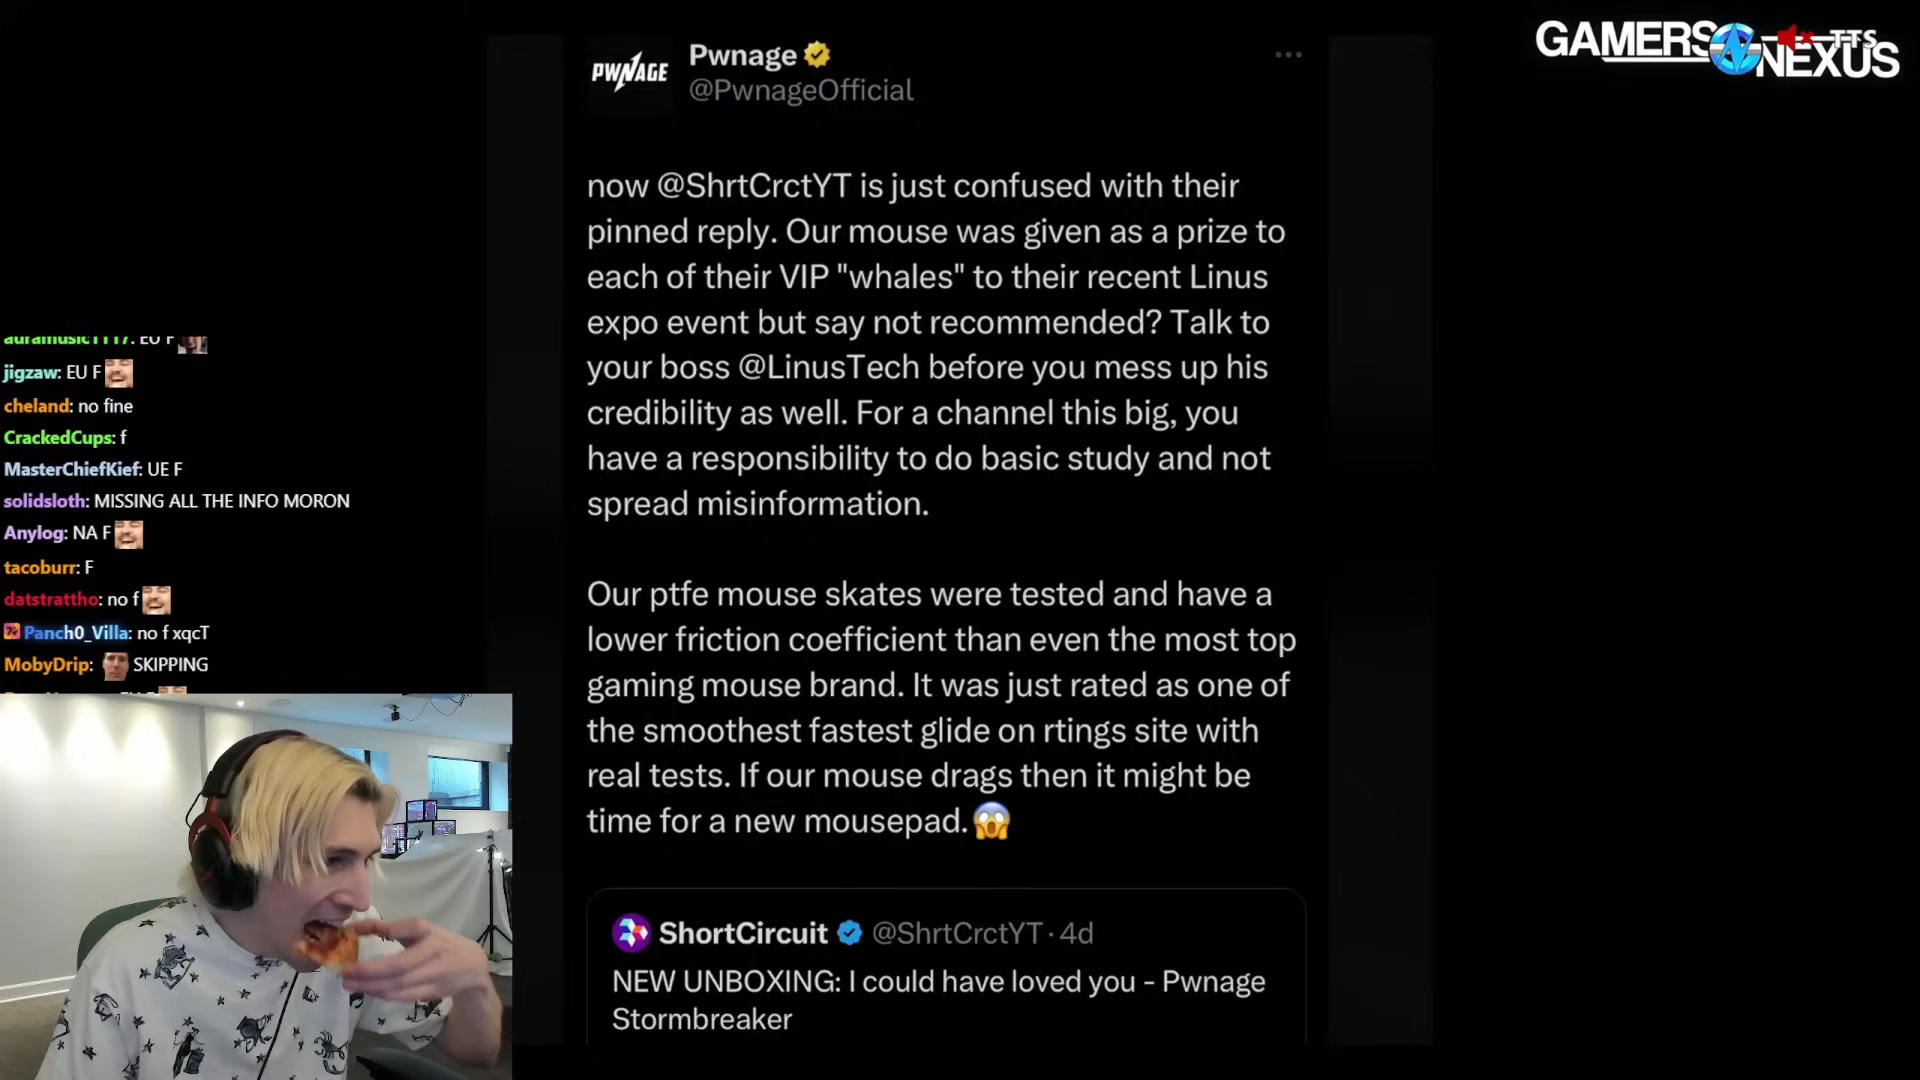 GAMERS
NEXUS
TTS
PWNAGE
Pwnage
@PwnageOfficial
now @ShrtCrctYT is just confused with their
pinned reply. Our mouse was given as a prize to
each of their VIP "whales" to their recent Linus
expo event but say not recommended? Talk to
your boss @LinusTech before you mess up his
credibility as well. For a channel this big, you
have a responsibility to do basic study and not
spread misinformation.
Our ptfe mouse skates were tested and have a
lower friction coefficient than even the most top
gaming mouse brand. It was just rated as one of
the smoothest fastest glide on rtings site with
real tests. If our mouse drags then it might be
time for a new mousepad.😱
ShortCircuit @ShrtCrctYT · 4d
NEW UNBOXING: I could have loved you - Pwnage
Stormbreaker
auramusic1117: EU F
jigzaw: EU F
cheland: no fine
CrackedCups: f
MasterChiefKief: UE F
solidsloth: MISSING ALL THE INFO MORON
Anylog: NA F
tacoburr: F
datstrattho: no f
Panch0_Villa: no f xqcT
MobyDrip: SKIPPING